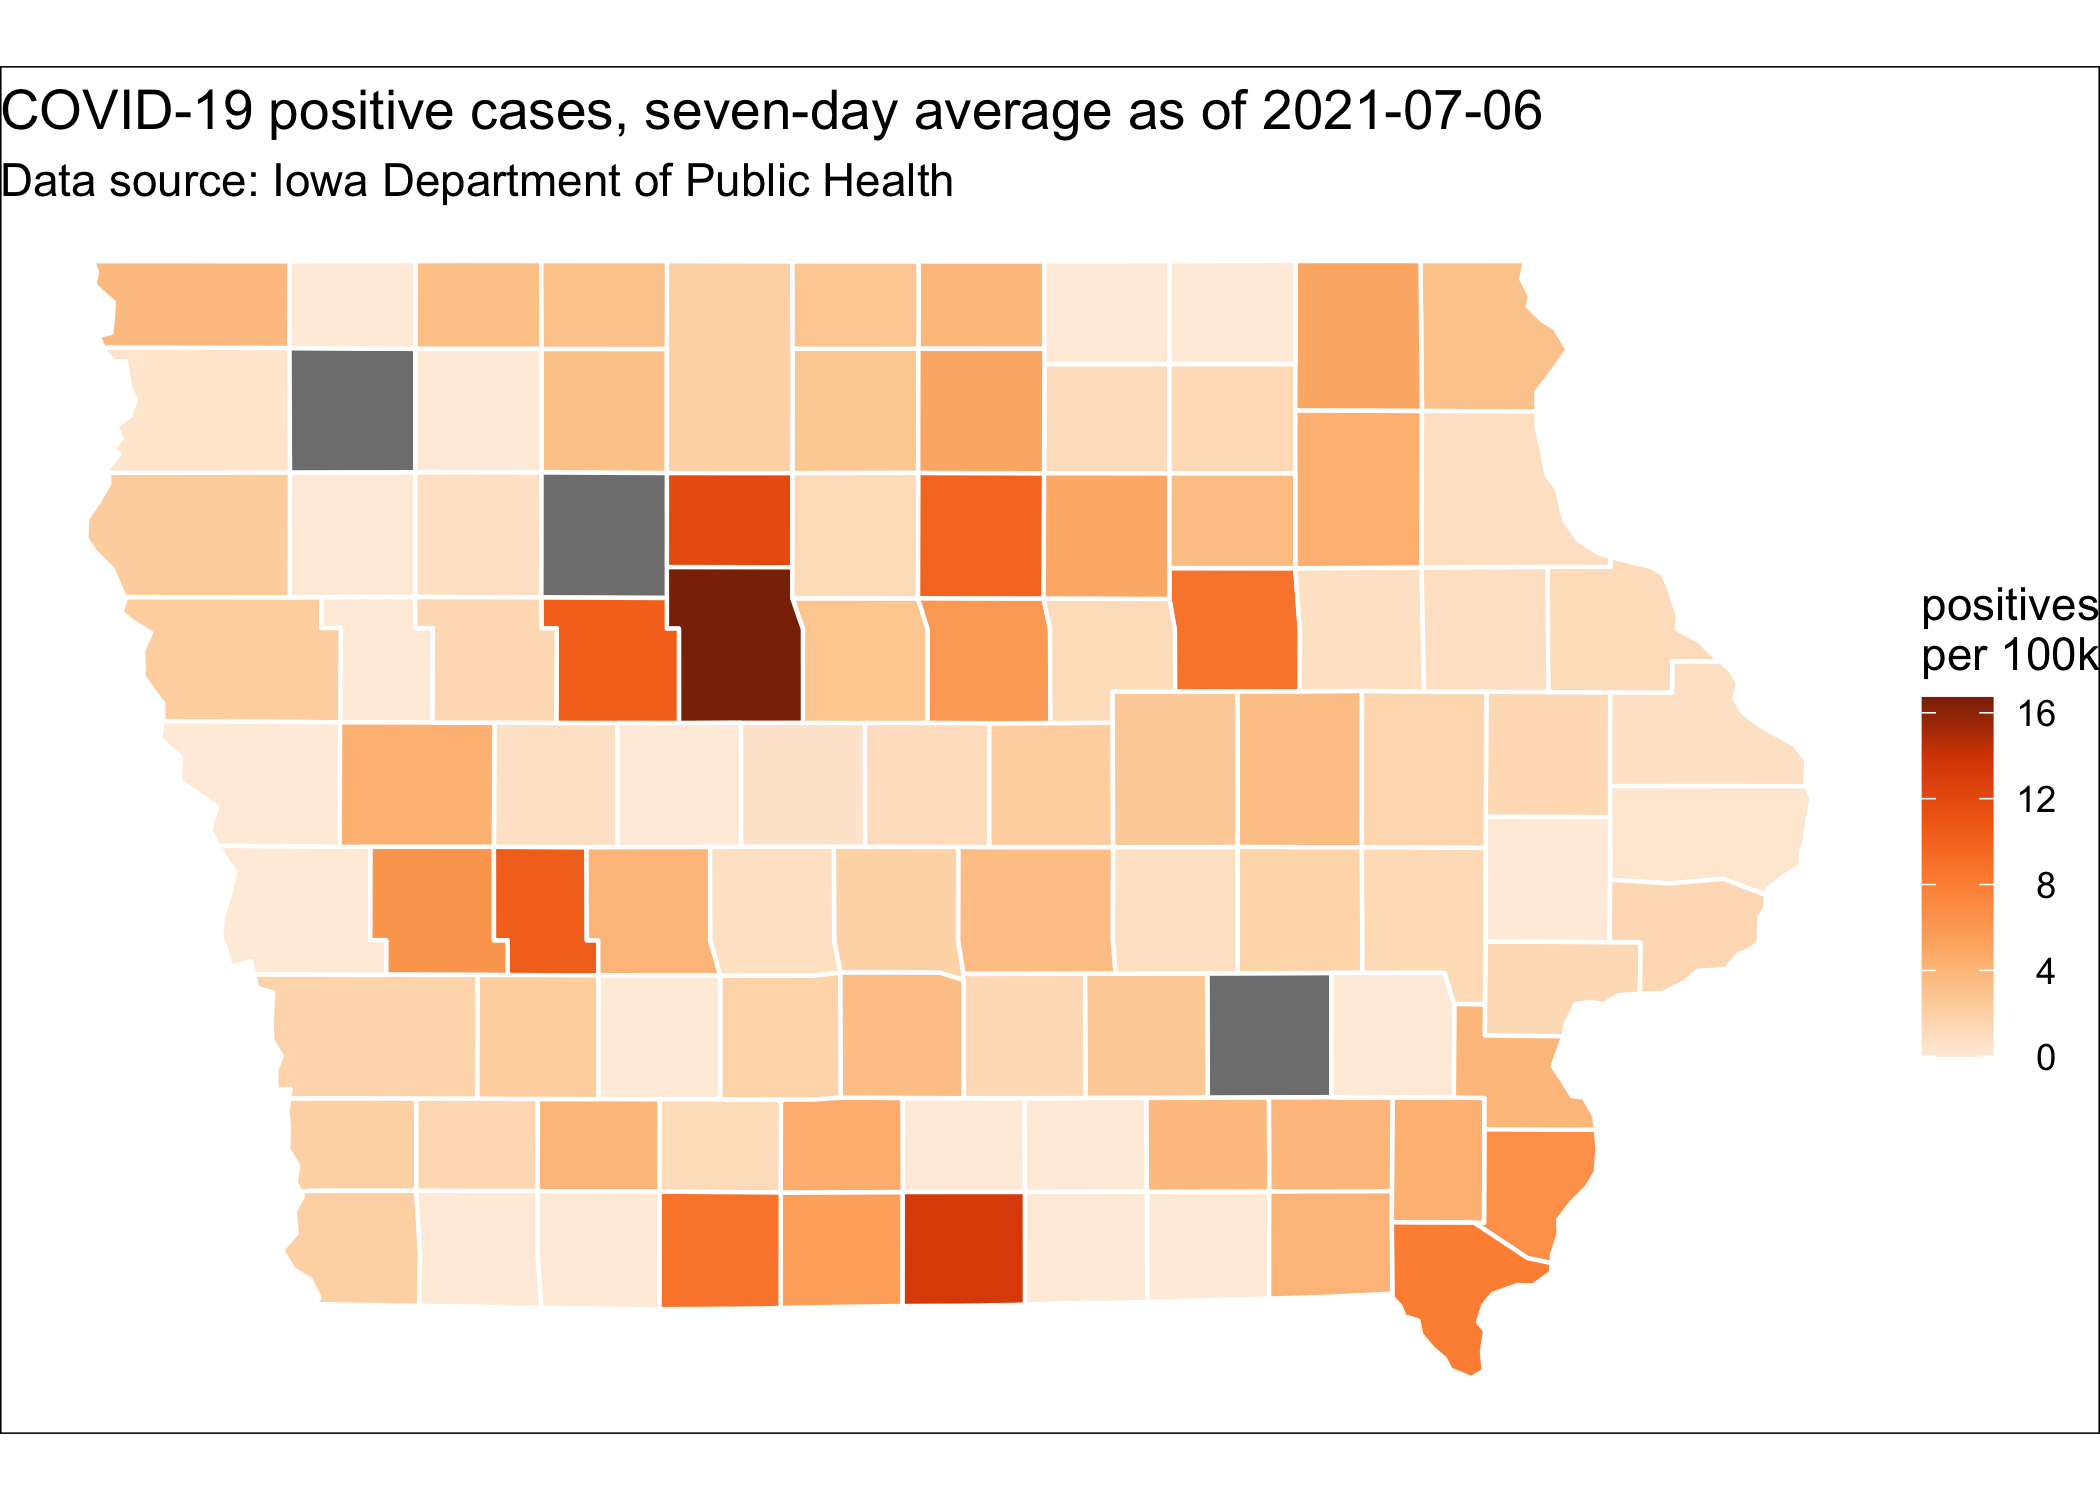 COVID-19 positive cases, seven-day average as of 2021-07-06
Data source: Iowa Department of Public Health
positives
per 100k
16
12
8
4
0